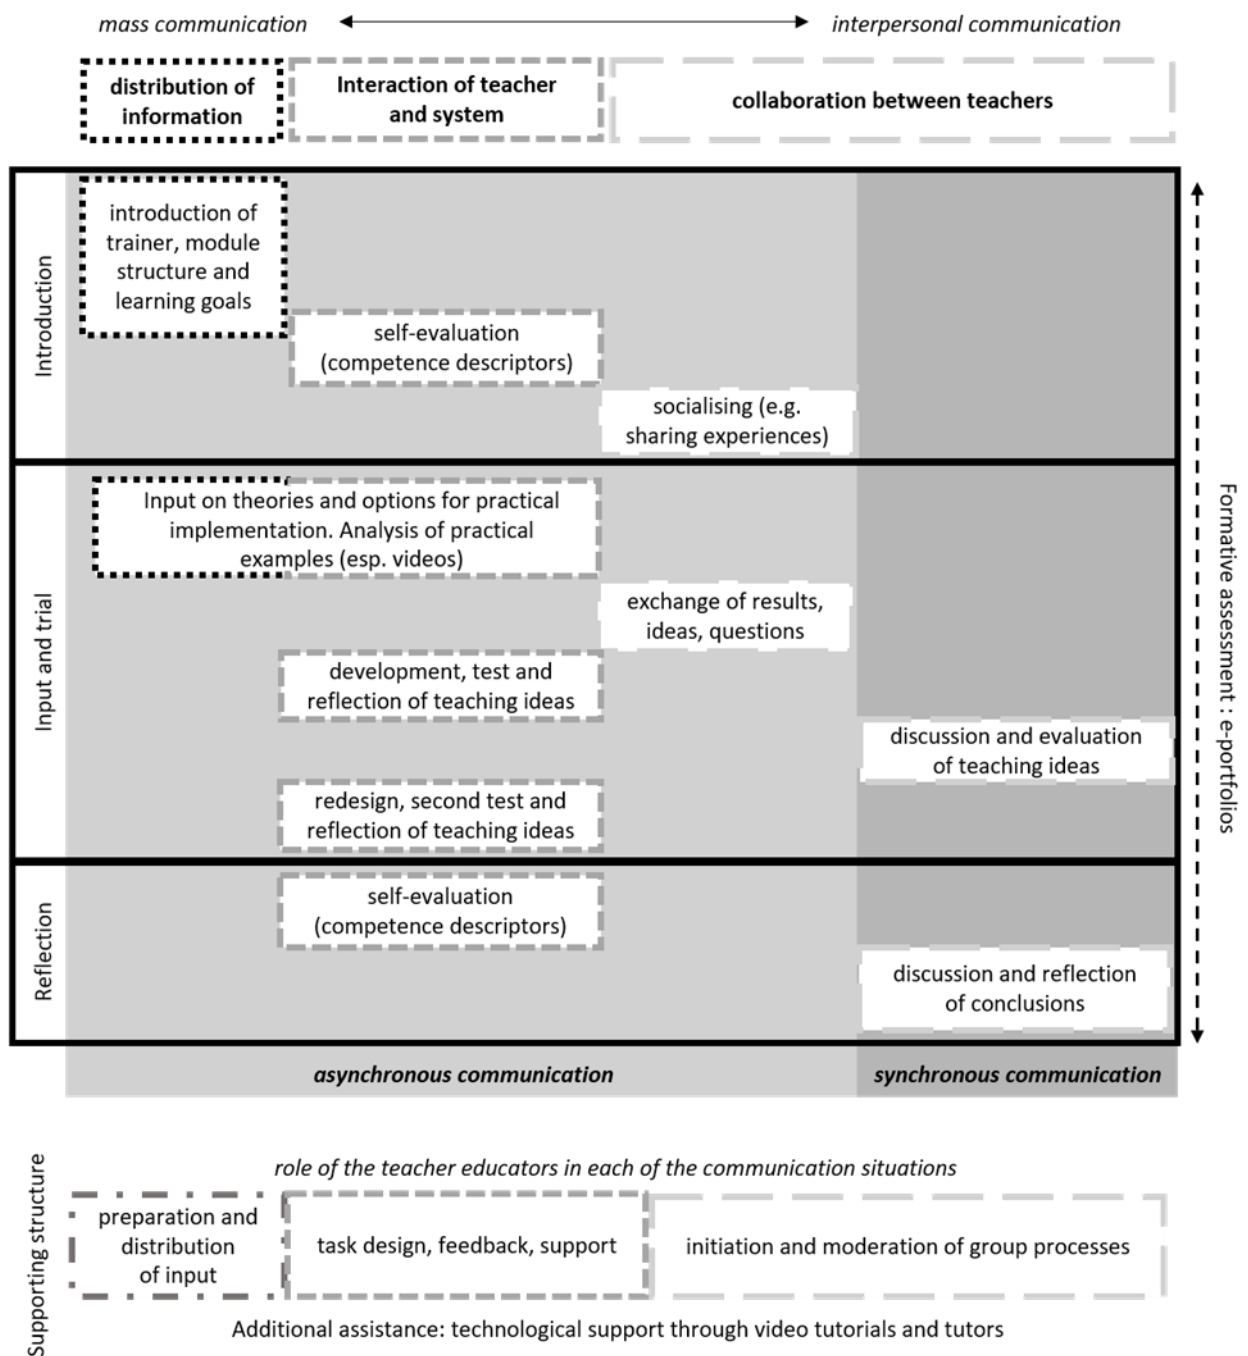 mass communication
interpersonal communication
distribution of
information
Interaction of teacher
and system
collaboration between teachers
Introduction
introduction of
trainer, module
structure and
learning goals
self-evaluation
(competence descriptors)
socialising (e.g.
sharing experiences)
Input and trial
Input on theories and options for practical
implementation. Analysis of practical
examples (esp. videos)
exchange of results,
ideas, questions
development, test and
reflection of teaching ideas
discussion and evaluation
of teaching ideas
redesign, second test and
reflection of teaching ideas
Reflection
self-evaluation
(competence descriptors)
discussion and reflection
of conclusions
Formative assessment : e-portfolios
asynchronous communication
synchronous communication
Supporting structure
role of the teacher educators in each of the communication situations
preparation and
distribution
of input
task design, feedback, support
initiation and moderation of group processes
Additional assistance: technological support through video tutorials and tutors